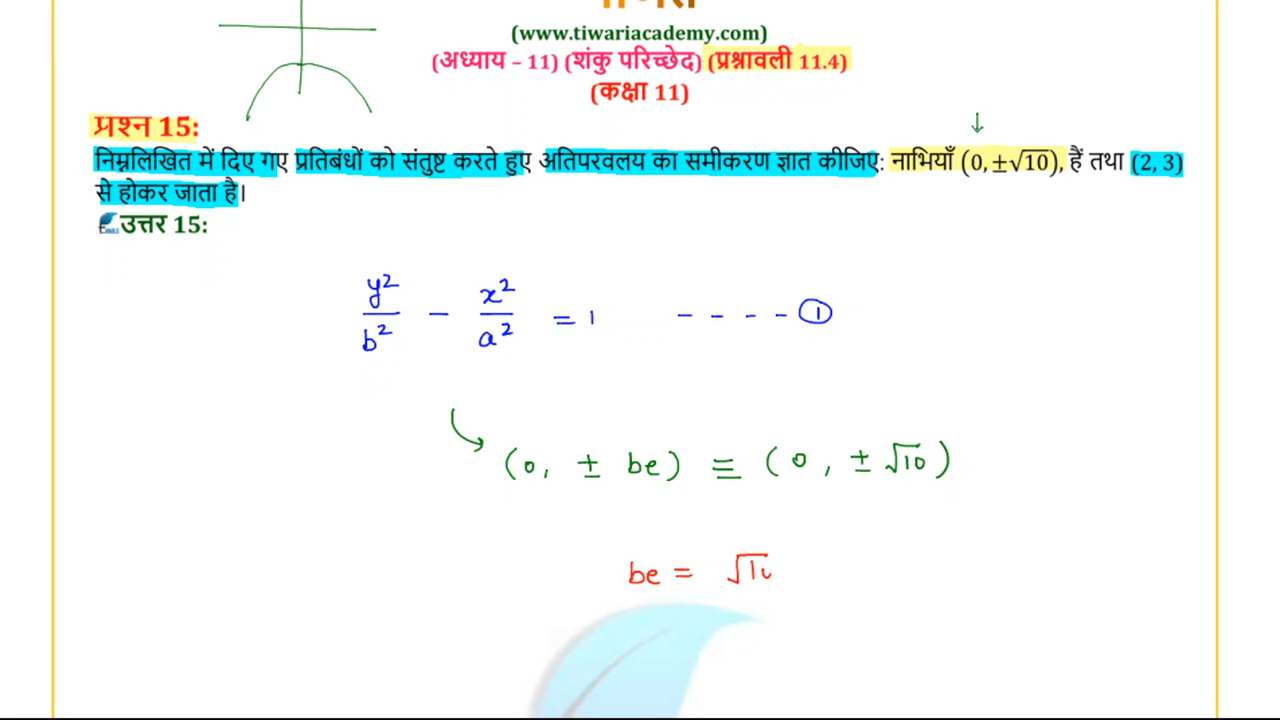 (www.tiwariacademy.com)
(अध्याय – 11) (शंकु परिच्छेद) (प्रश्नावली 11.4)
(कक्षा 11)
प्रश्न 15:
निम्नलिखित में दिए गए प्रतिबंधों को संतुष्ट करते हुए अतिपरवलय का समीकरण ज्ञात कीजिए: नाभियाँ (0, ±√10), हैं तथा (2, 3)
से होकर जाता है।
उत्तर 15:
y²/b² - x²/a² = 1 - - - - ①
(0, ± be) ≡ (0, ± √10)
be = √10